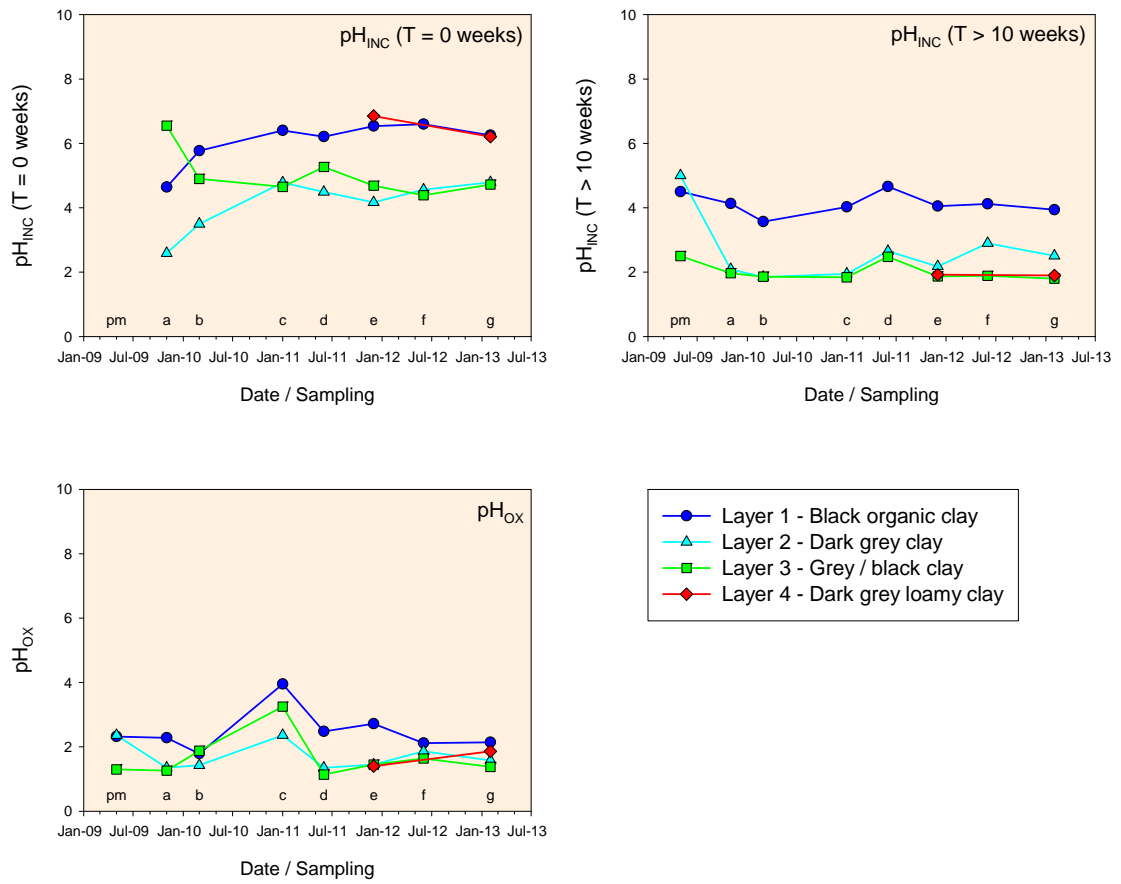 pH_INC (T = 0 weeks)
pH_INC (T = 0 weeks)
10
8
6
4
2
0
pm a b c d e f g
Jan-09 Jul-09 Jan-10 Jul-10 Jan-11 Jul-11 Jan-12 Jul-12 Jan-13 Jul-13
Date / Sampling
pH_INC (T > 10 weeks)
pH_INC (T > 10 weeks)
10
8
6
4
2
0
pm a b c d e f g
Jan-09 Jul-09 Jan-10 Jul-10 Jan-11 Jul-11 Jan-12 Jul-12 Jan-13 Jul-13
Date / Sampling
pH_OX
pH_OX
10
8
6
4
2
0
pm a b c d e f g
Jan-09 Jul-09 Jan-10 Jul-10 Jan-11 Jul-11 Jan-12 Jul-12 Jan-13 Jul-13
Date / Sampling
Layer 1 - Black organic clay
Layer 2 - Dark grey clay
Layer 3 - Grey / black clay
Layer 4 - Dark grey loamy clay